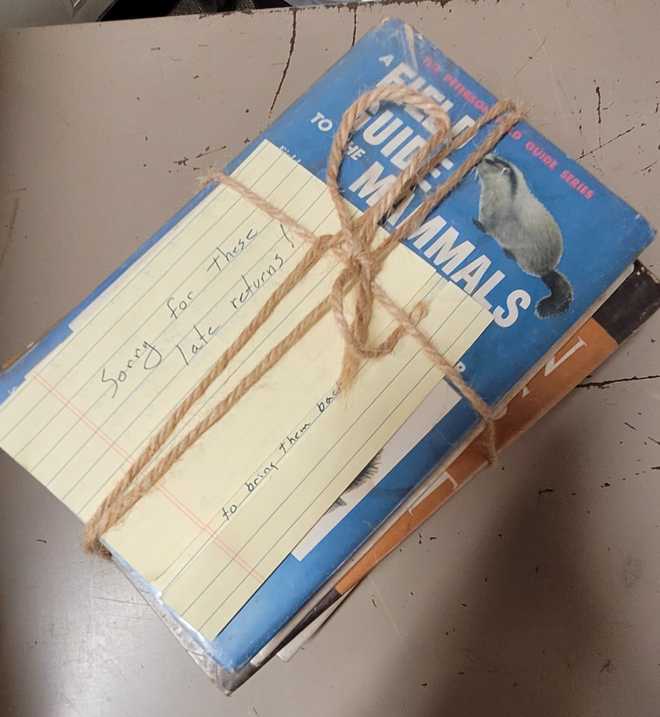 A
FIELD
GUIDE
TO THE
MAMMALS
THE PETERSON FIELD GUIDE SERIES
Sorry for these
late returns!
to bring them back